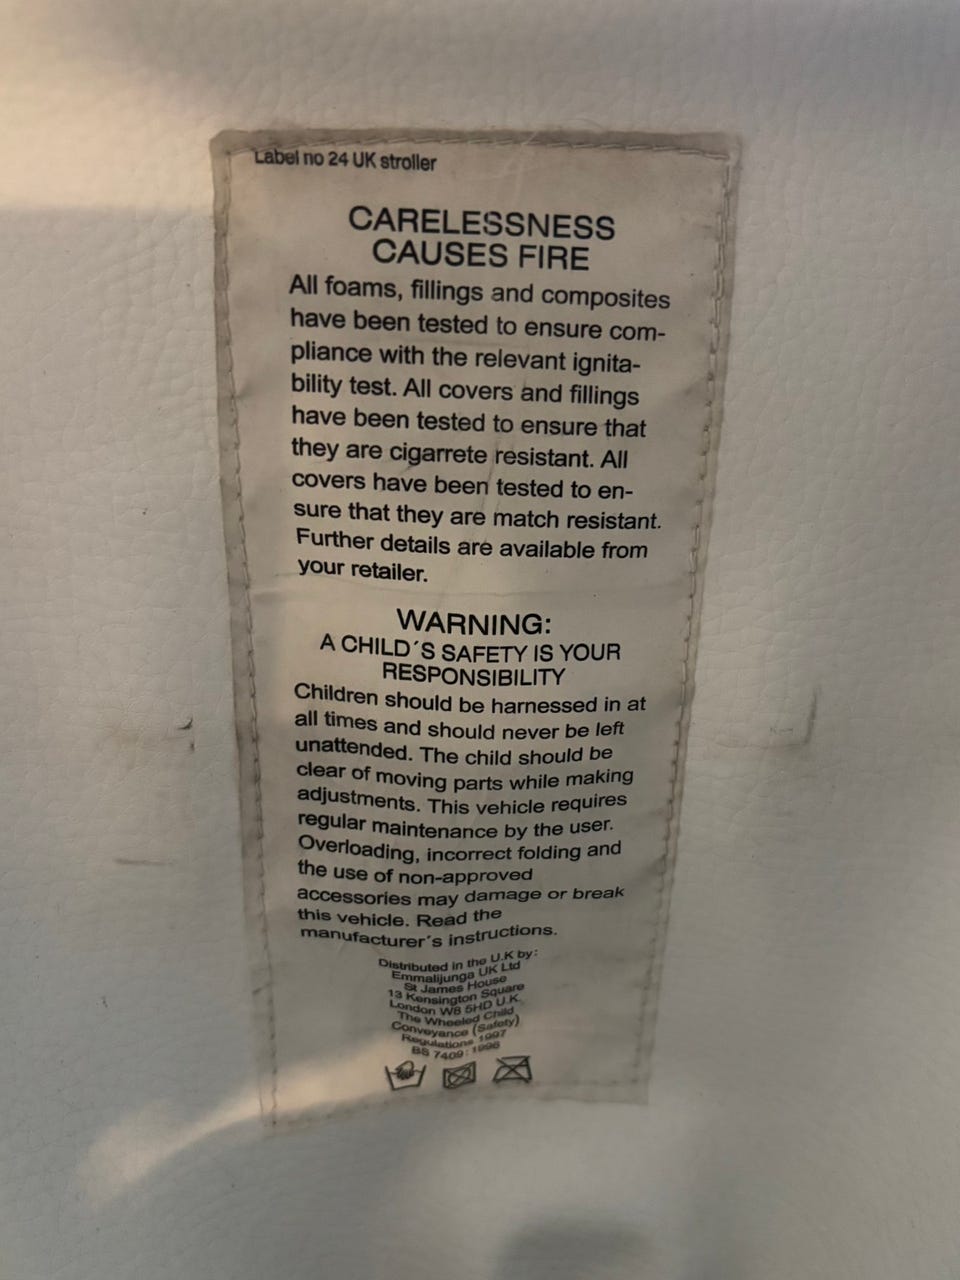 Label no 24 UK stroller
CARELESSNESS
CAUSES FIRE
All foams, fillings and composites
have been tested to ensure com-
pliance with the relevant ignita-
bility test. All covers and fillings
have been tested to ensure that
they are cigarrete resistant. All
covers have been tested to en-
sure that they are match resistant.
Further details are available from
your retailer.
WARNING:
A CHILD´S SAFETY IS YOUR
RESPONSIBILITY
Children should be harnessed in at
all times and should never be left
unattended. The child should be
clear of moving parts while making
adjustments. This vehicle requires
regular maintenance by the user.
Overloading, incorrect folding and
the use of non-approved
accessories may damage or break
this vehicle. Read the
manufacturer´s instructions.
Distributed in the U.K by:
Emmalijunga UK Ltd
St James House
13 Kensington Square
London W8 5HD U.K.
The Wheeled Child
Conveyance (Safety)
Regulations 1997
BS 7409:1996